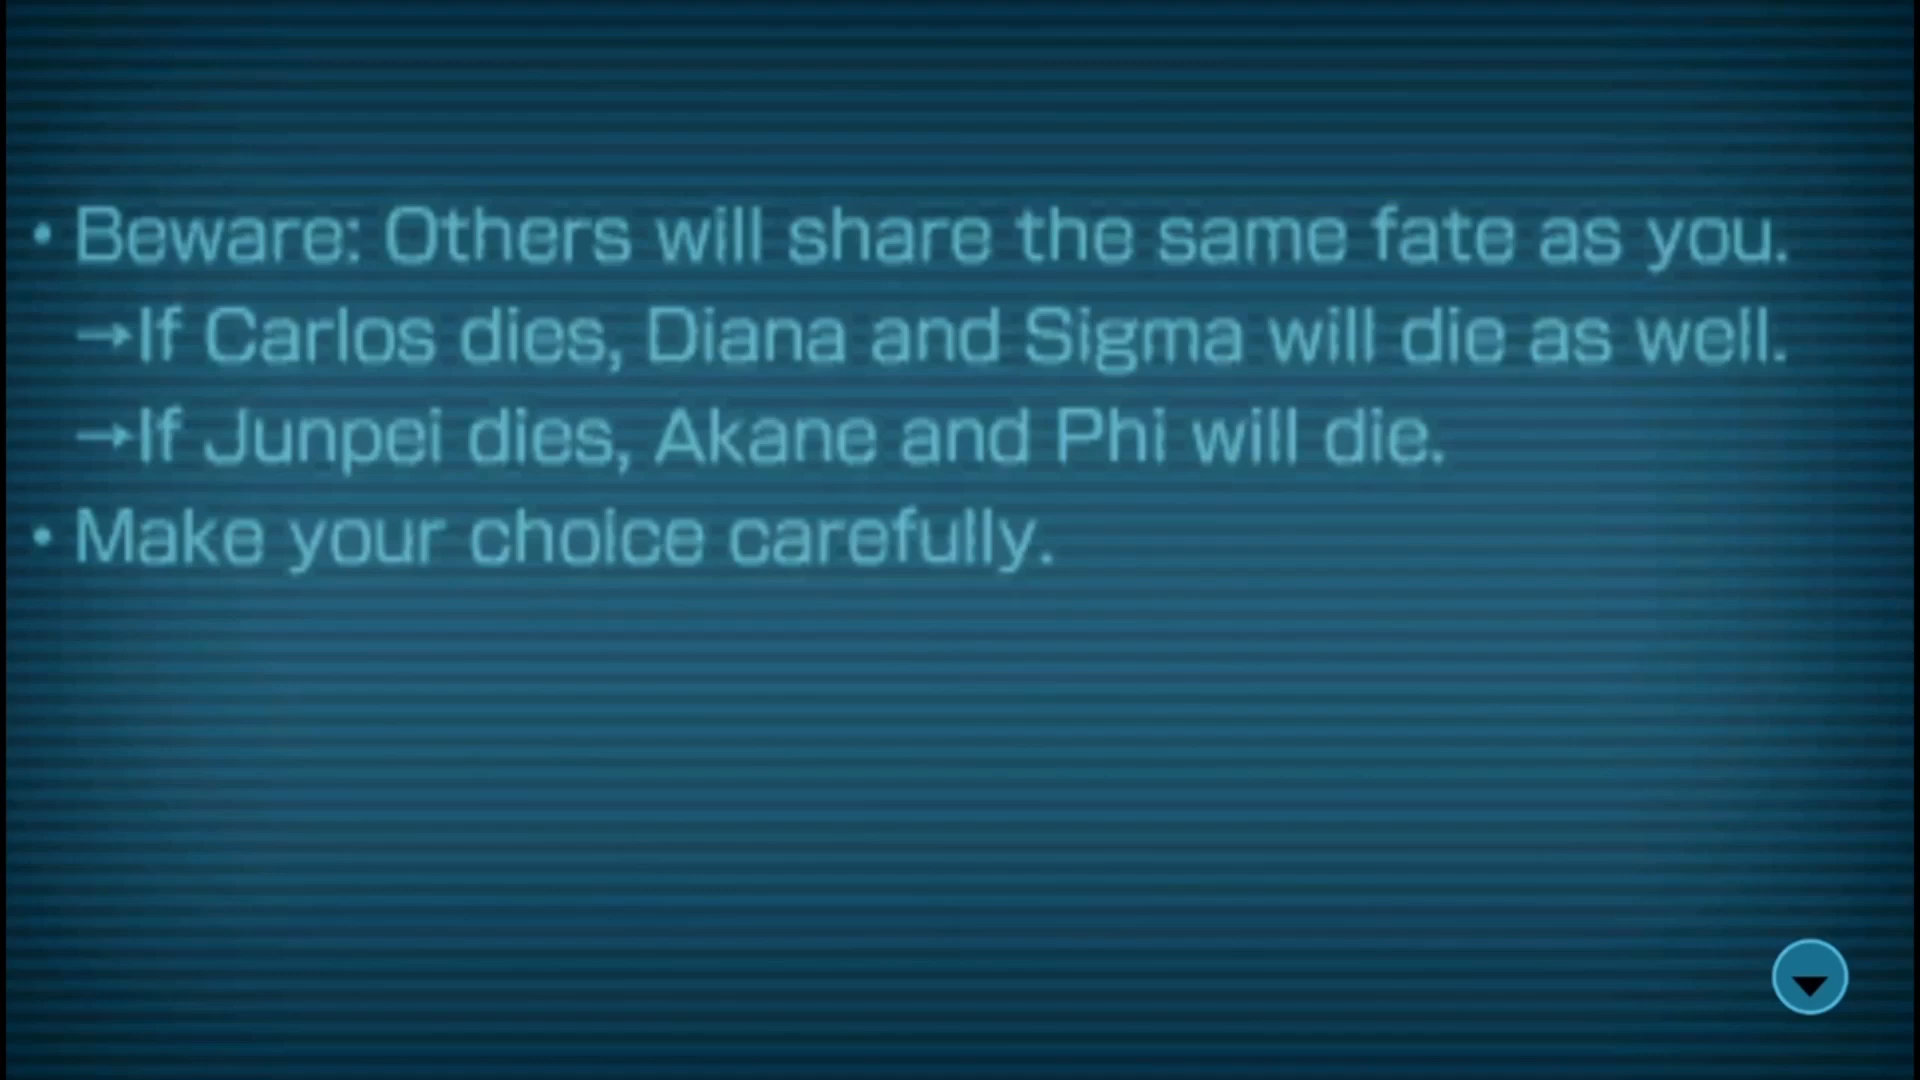 • Beware: Others will share the same fate as you.
→If Carlos dies, Diana and Sigma will die as well.
→If Junpei dies, Akane and Phi will die.
• Make your choice carefully.